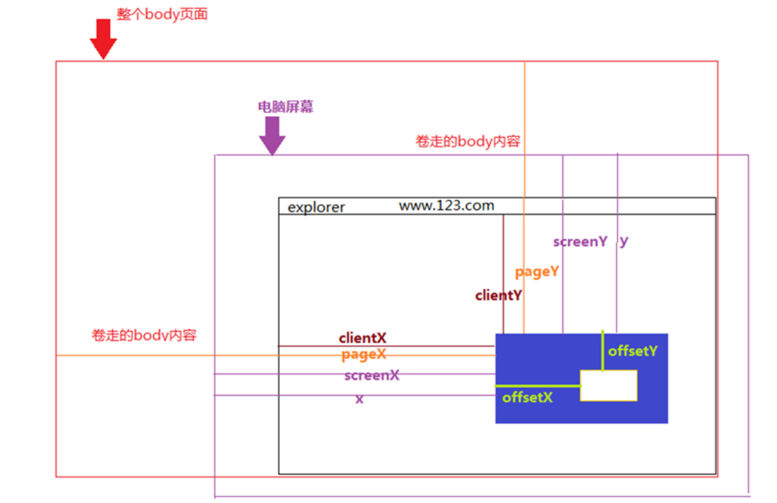 整个body页面
电脑屏幕
卷走的body内容
explorer www.123.com
screenY y
pageY
clientY
卷走的body内容
clientX
pageX
screenX
x
offsetY
offsetX